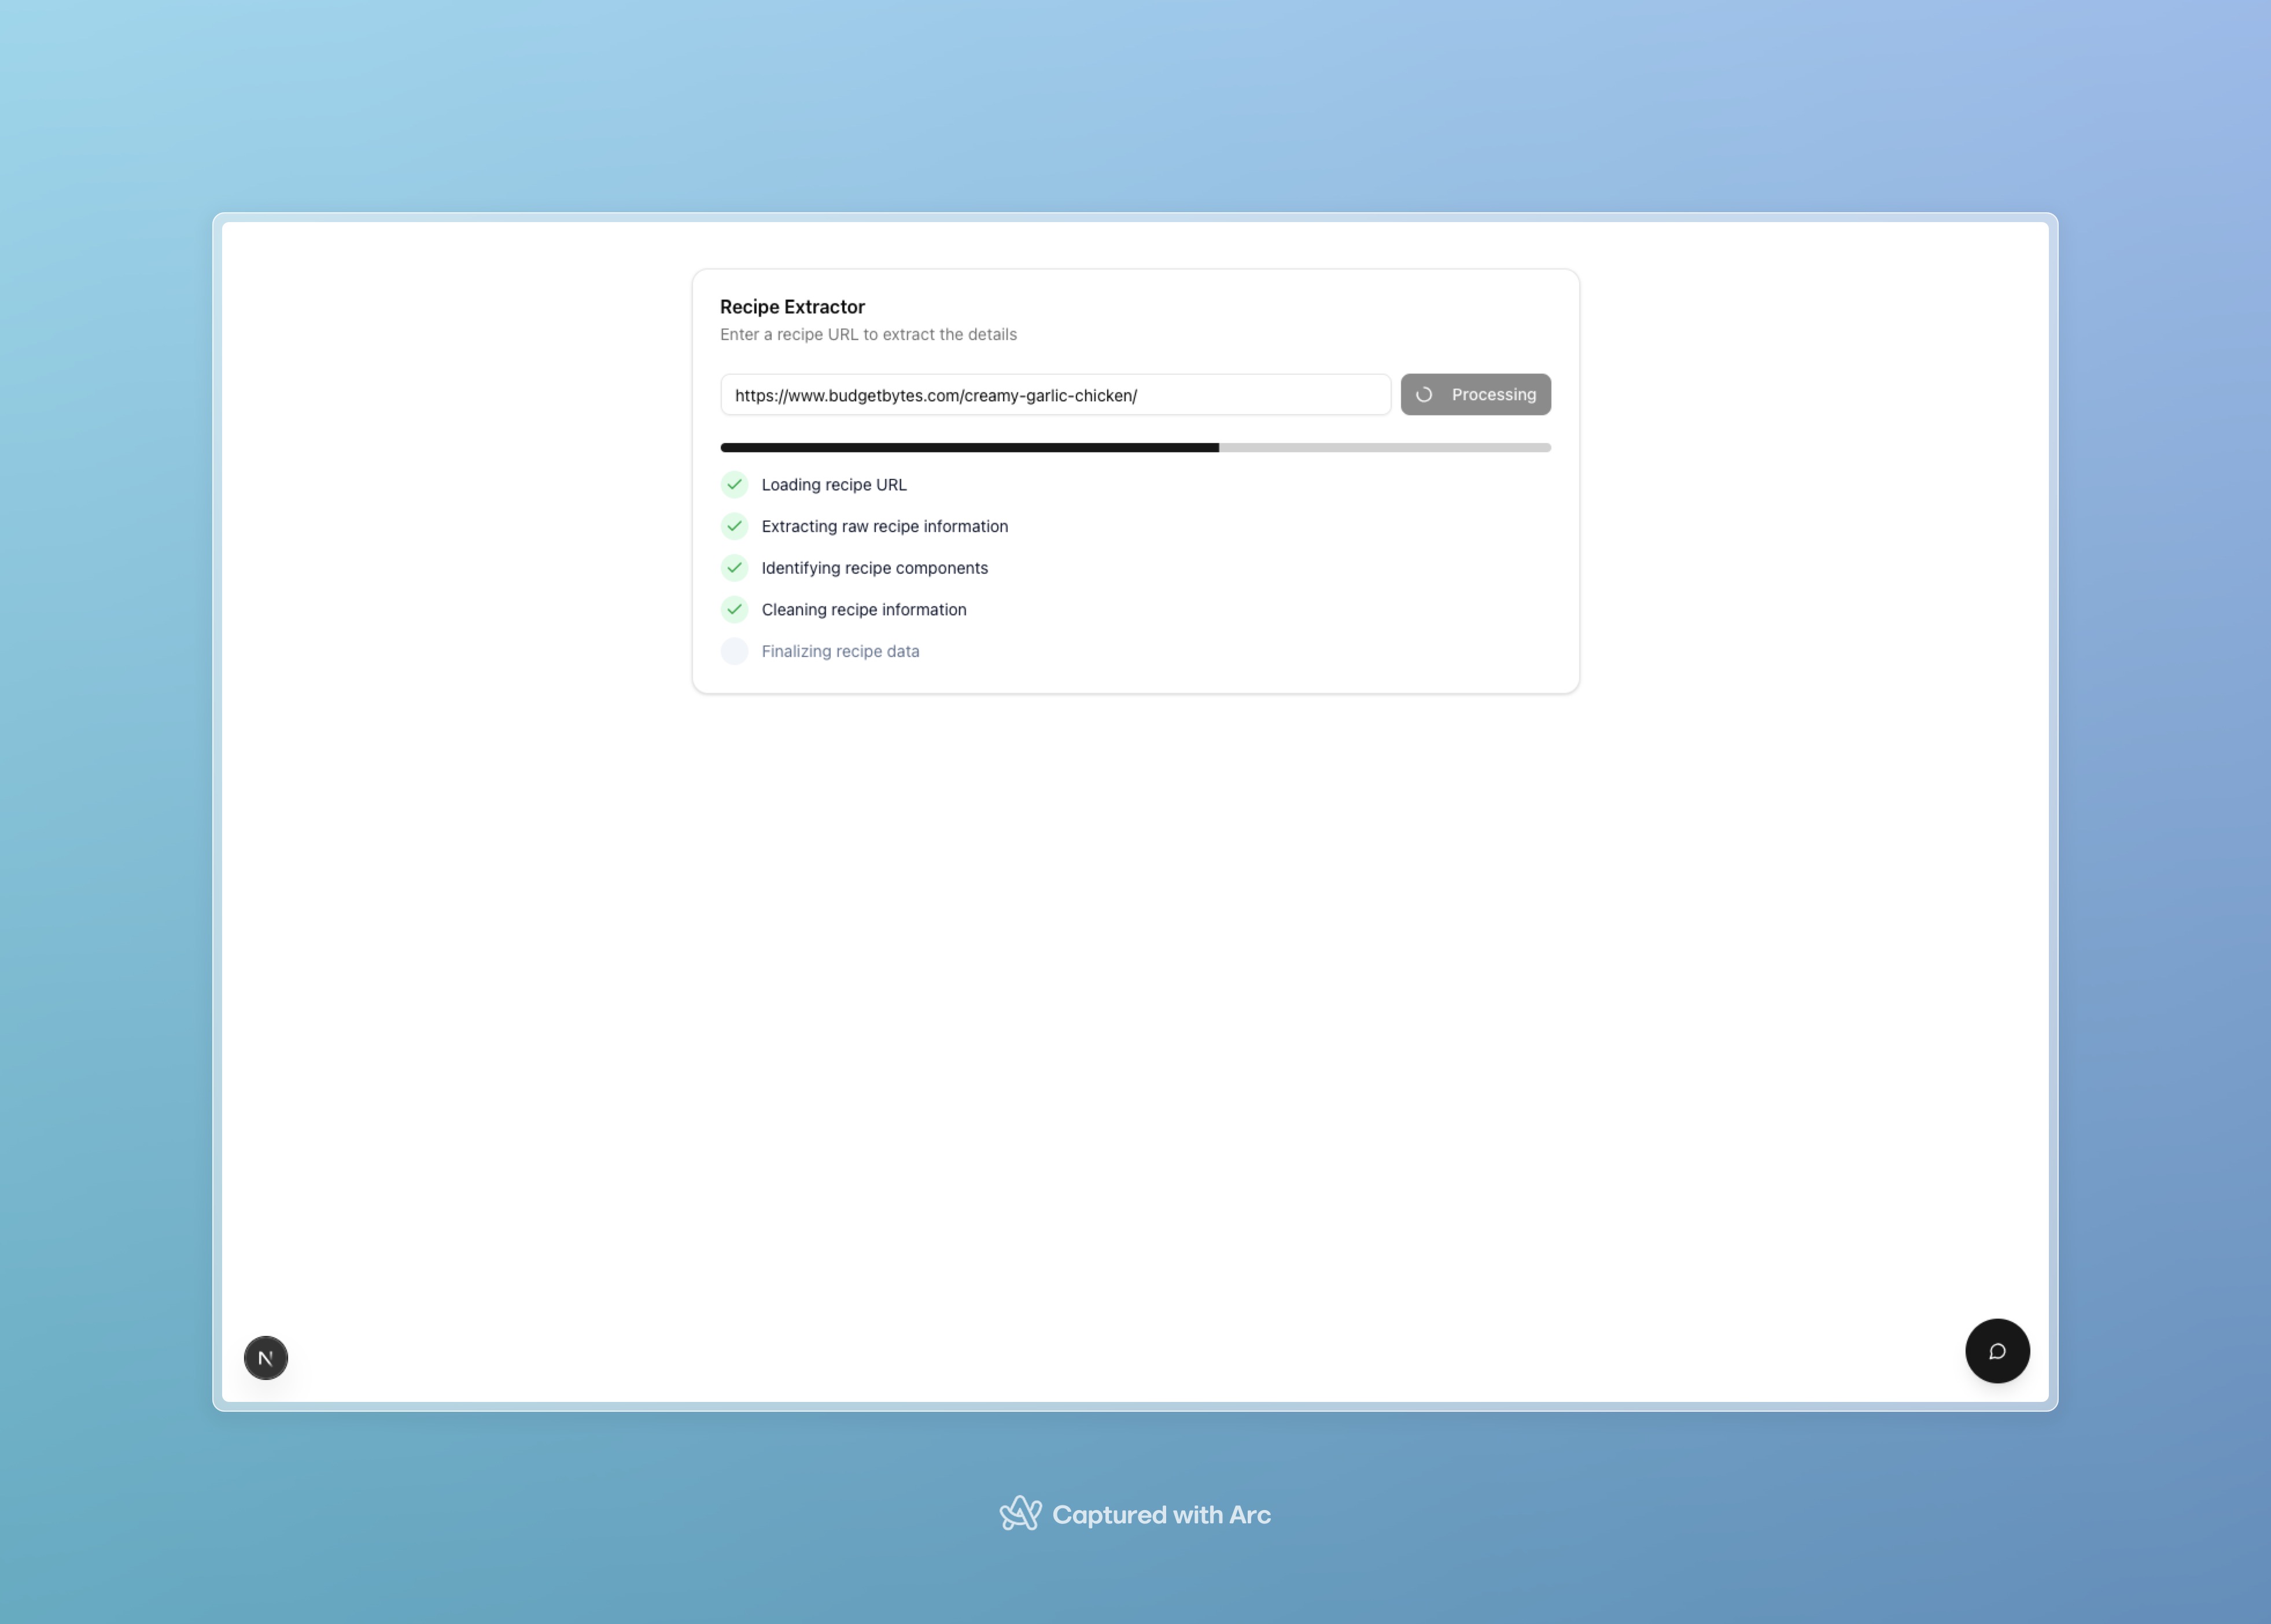 Recipe Extractor
Enter a recipe URL to extract the details
https://www.budgetbytes.com/creamy-garlic-chicken/
Processing
Loading recipe URL
Extracting raw recipe information
Identifying recipe components
Cleaning recipe information
Finalizing recipe data
N
Captured with Arc